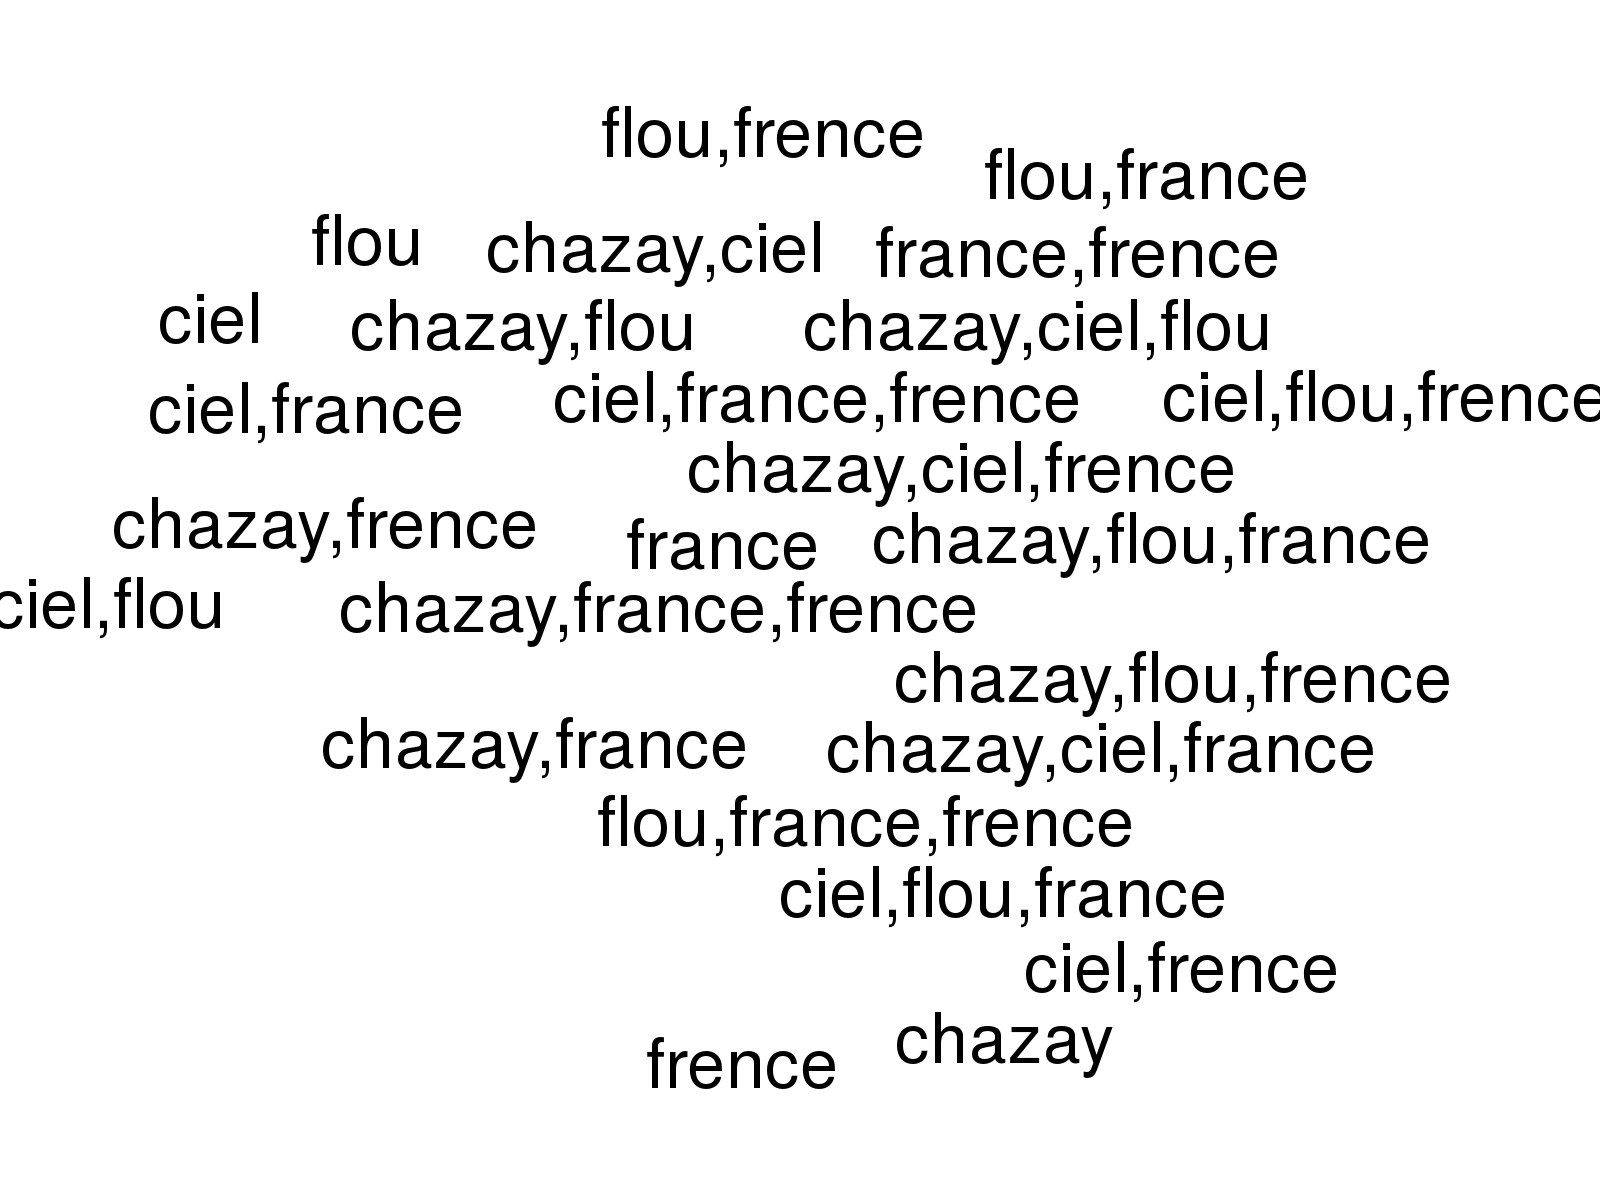 flou,frence
flou,france
flou
chazay,ciel
france,frence
ciel
chazay,flou
chazay,ciel,flou
ciel,france
ciel,france,frence
ciel,flou,frence
chazay,ciel,frence
chazay,frence
france
chazay,flou,france
ciel,flou
chazay,france,frence
chazay,flou,frence
chazay,france
chazay,ciel,france
flou,france,frence
ciel,flou,france
ciel,frence
chazay
frence